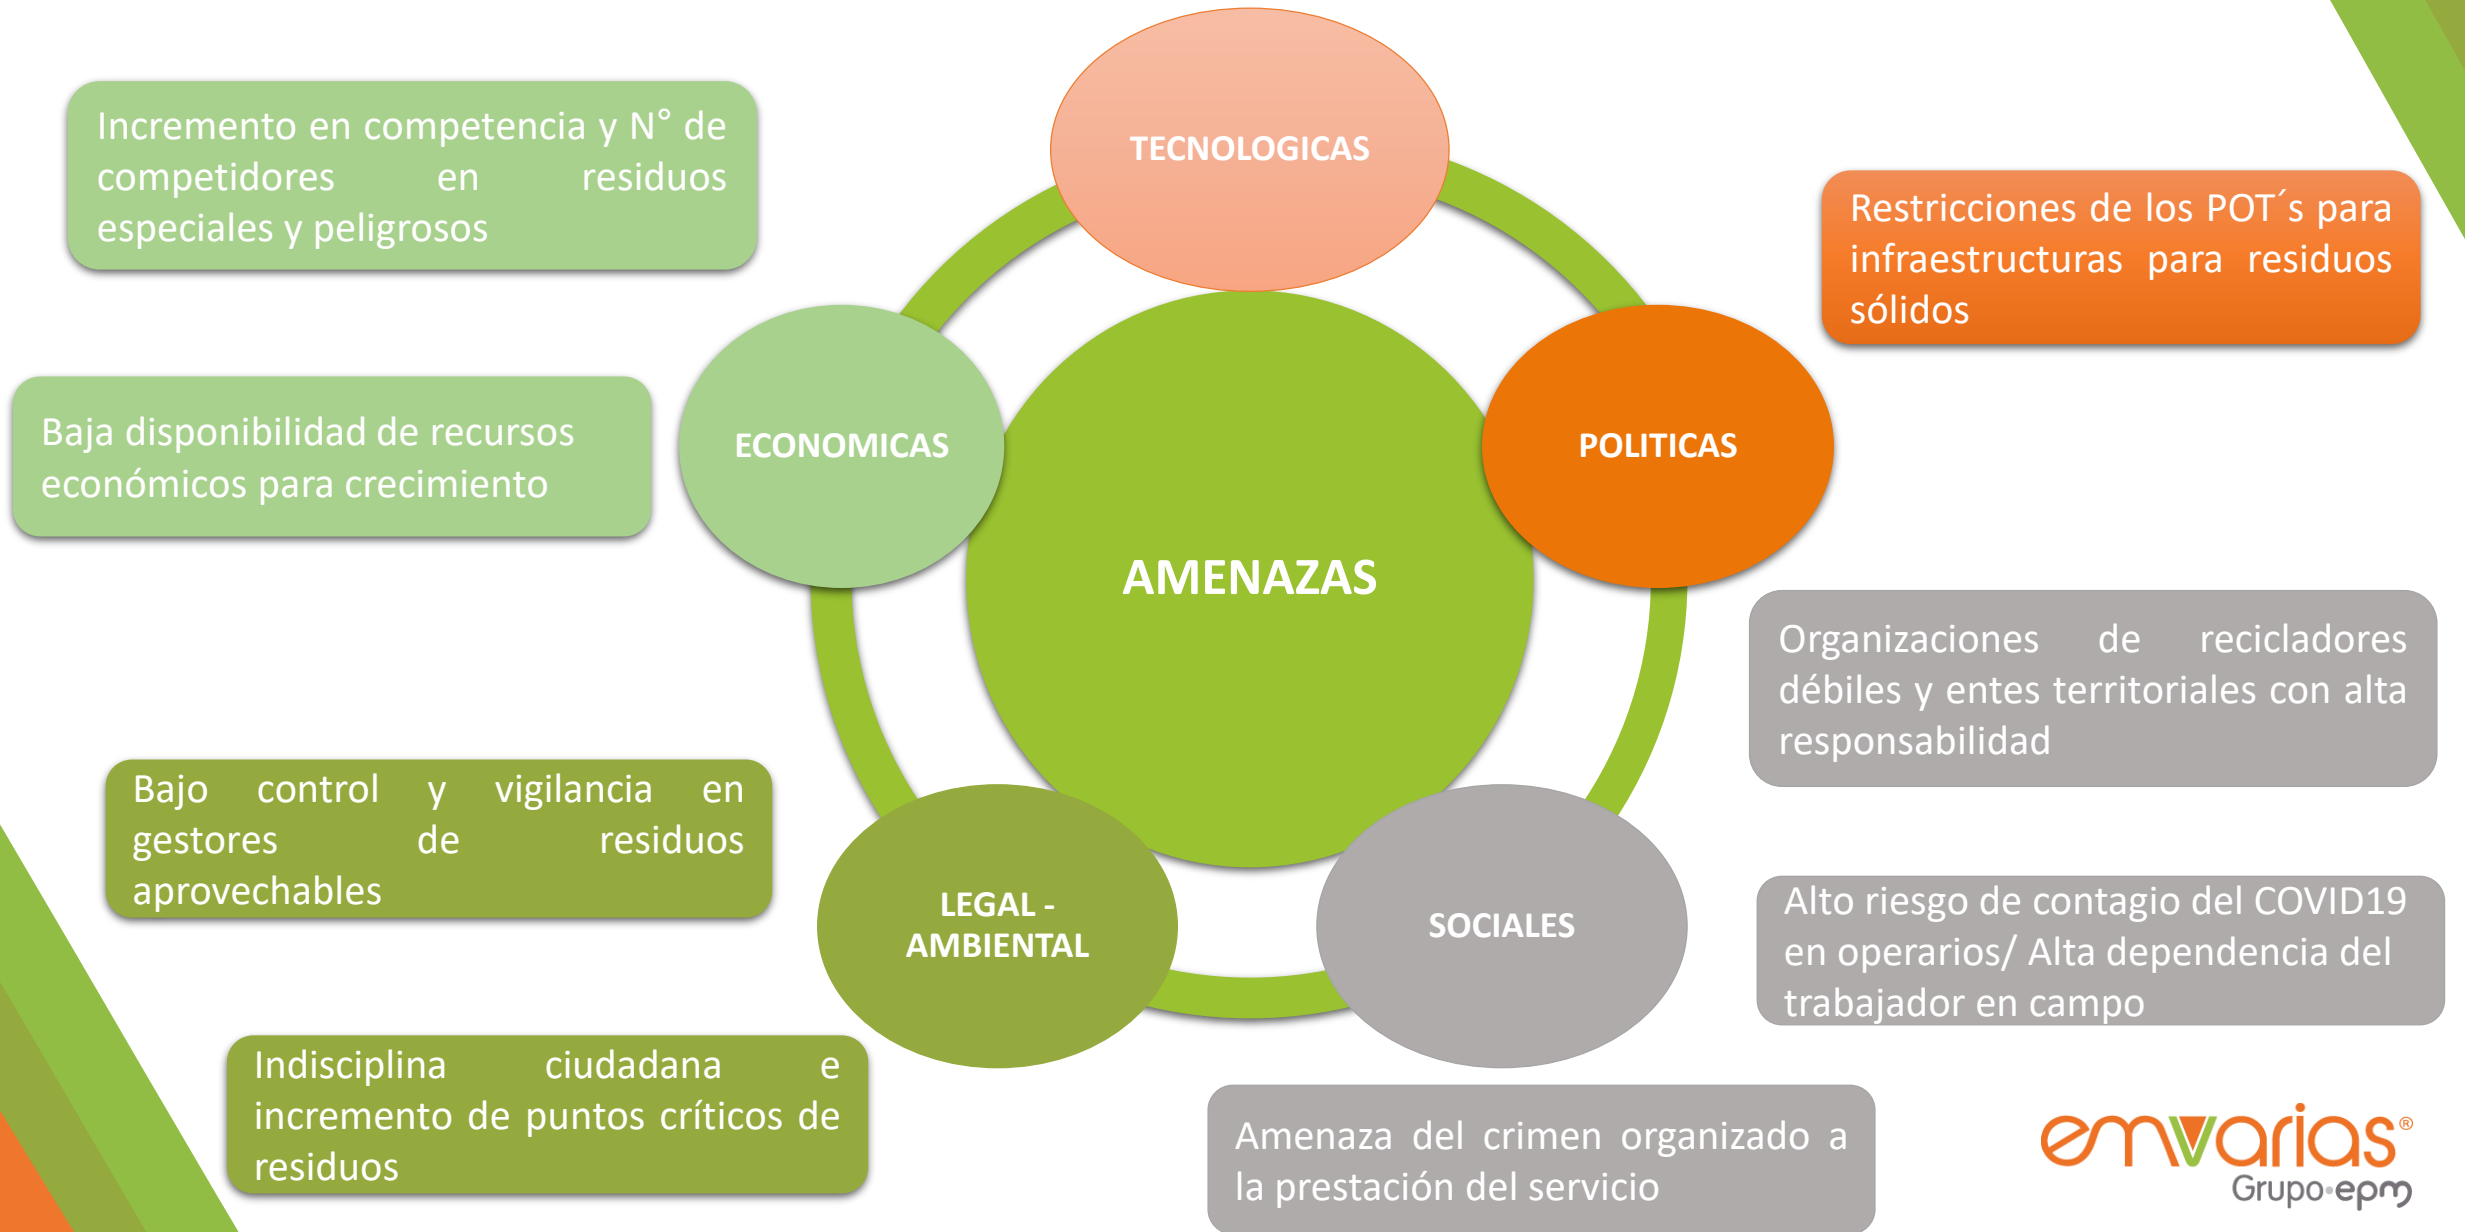 TECNOLOGICAS
Incremento en competencia y N° de
competidores en residuos
especiales y peligrosos
Restricciones de los POT´s para
infraestructuras para residuos
sólidos
Baja disponibilidad de recursos
económicos para crecimiento
ECONOMICAS
POLITICAS
AMENAZAS
Organizaciones de recicladores
débiles y entes territoriales con alta
responsabilidad
Bajo control y vigilancia en
gestores de residuos
aprovechables
LEGAL -
AMBIENTAL
SOCIALES
Alto riesgo de contagio del COVID19
en operarios/ Alta dependencia del
trabajador en campo
Indisciplina ciudadana e
incremento de puntos críticos de
residuos
Amenaza del crimen organizado a
la prestación del servicio
emvarias®
Grupo·epm